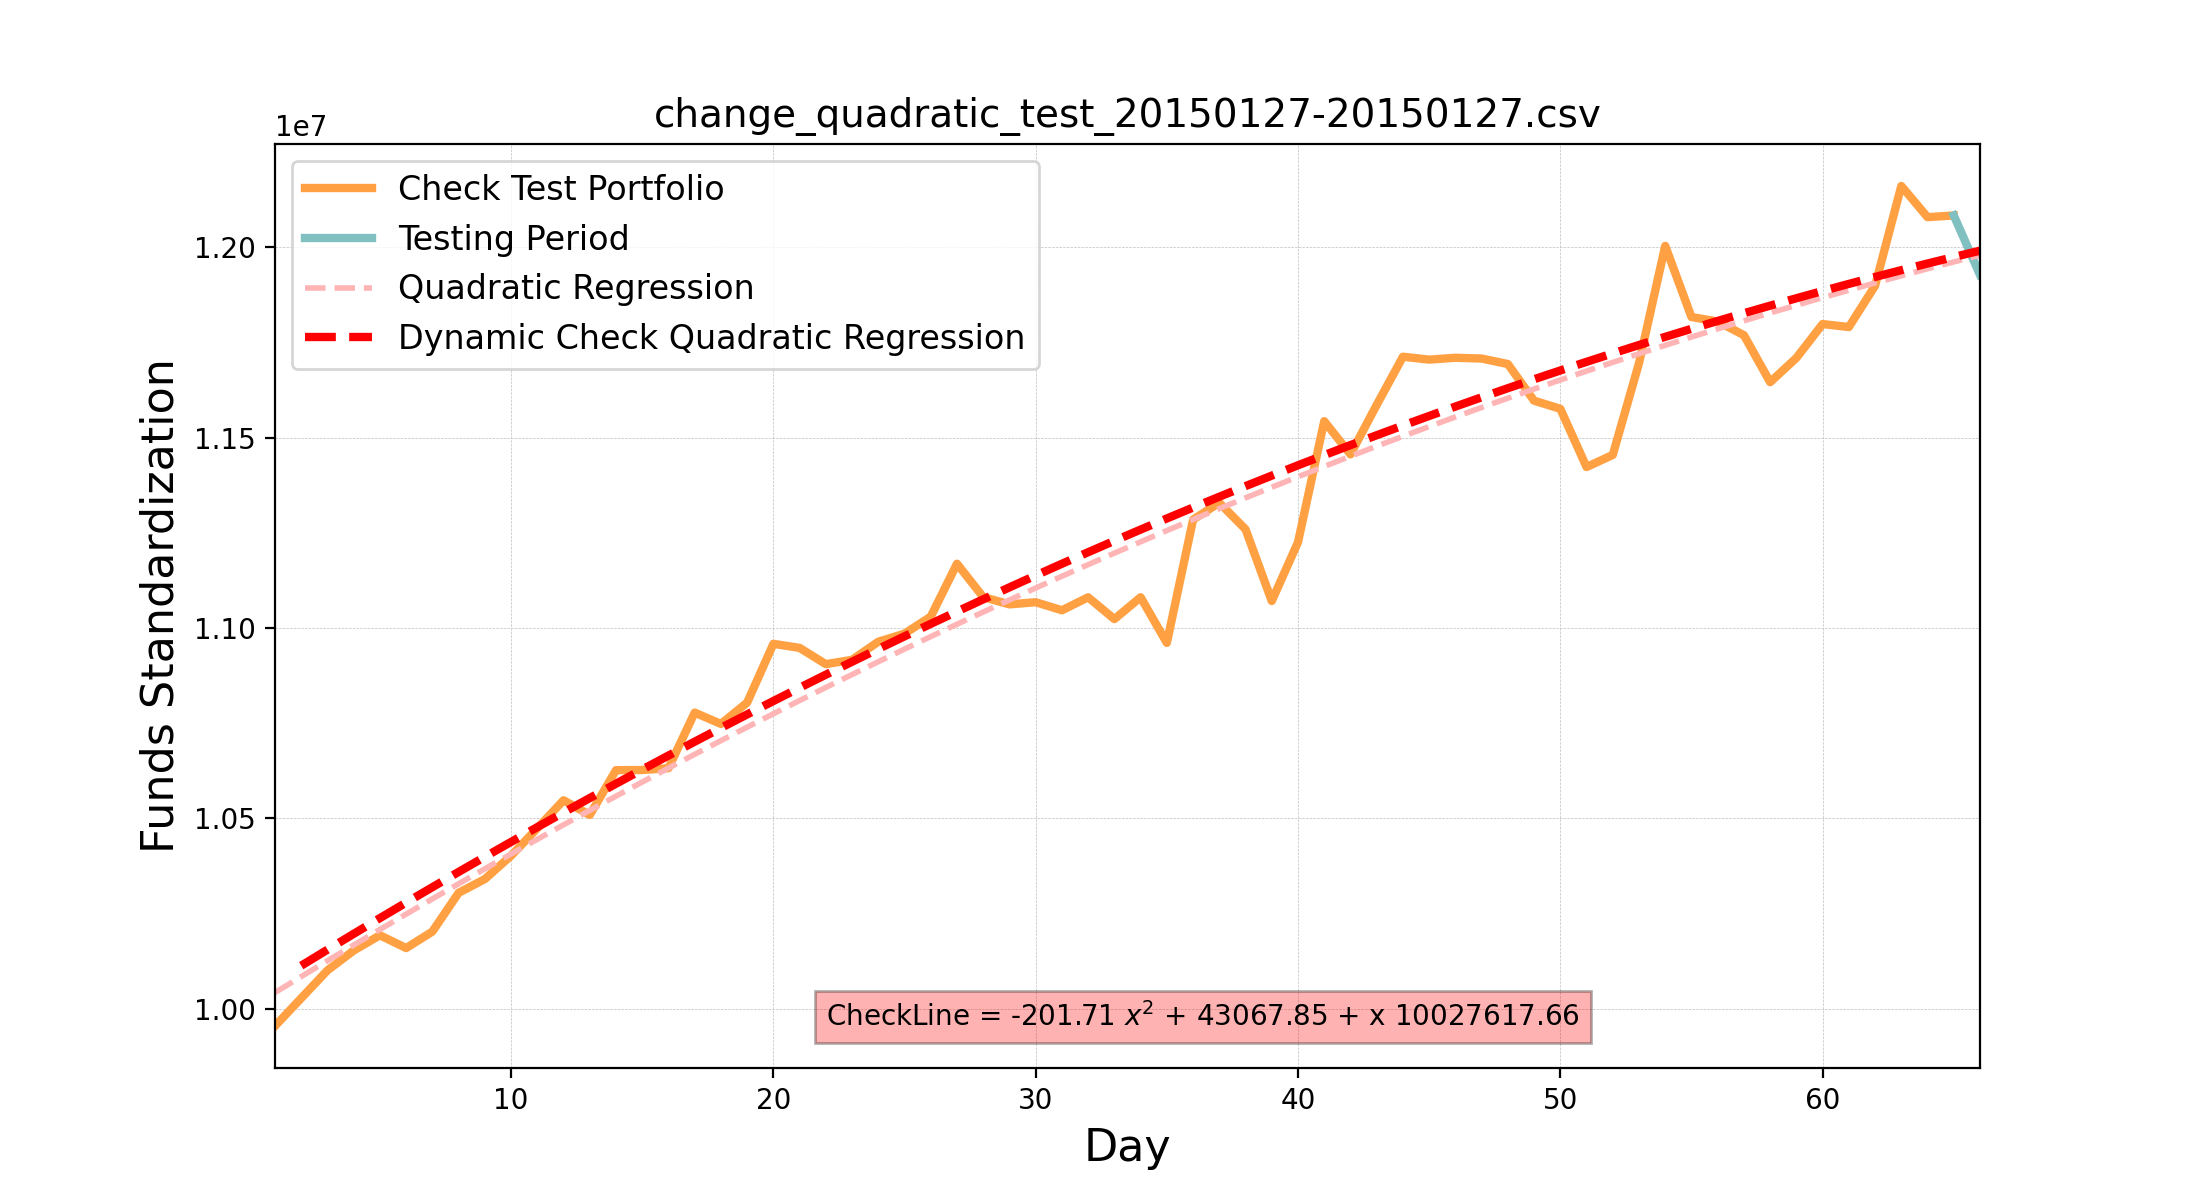 change_quadratic_test_20150127-20150127.csv
1e7
Check Test Portfolio
Testing Period
Quadratic Regression
Dynamic Check Quadratic Regression
Funds Standardization
1.20
1.15
1.10
1.05
1.00
CheckLine = -201.71 x² + 43067.85 + x 10027617.66
10 20 30 40 50 60
Day